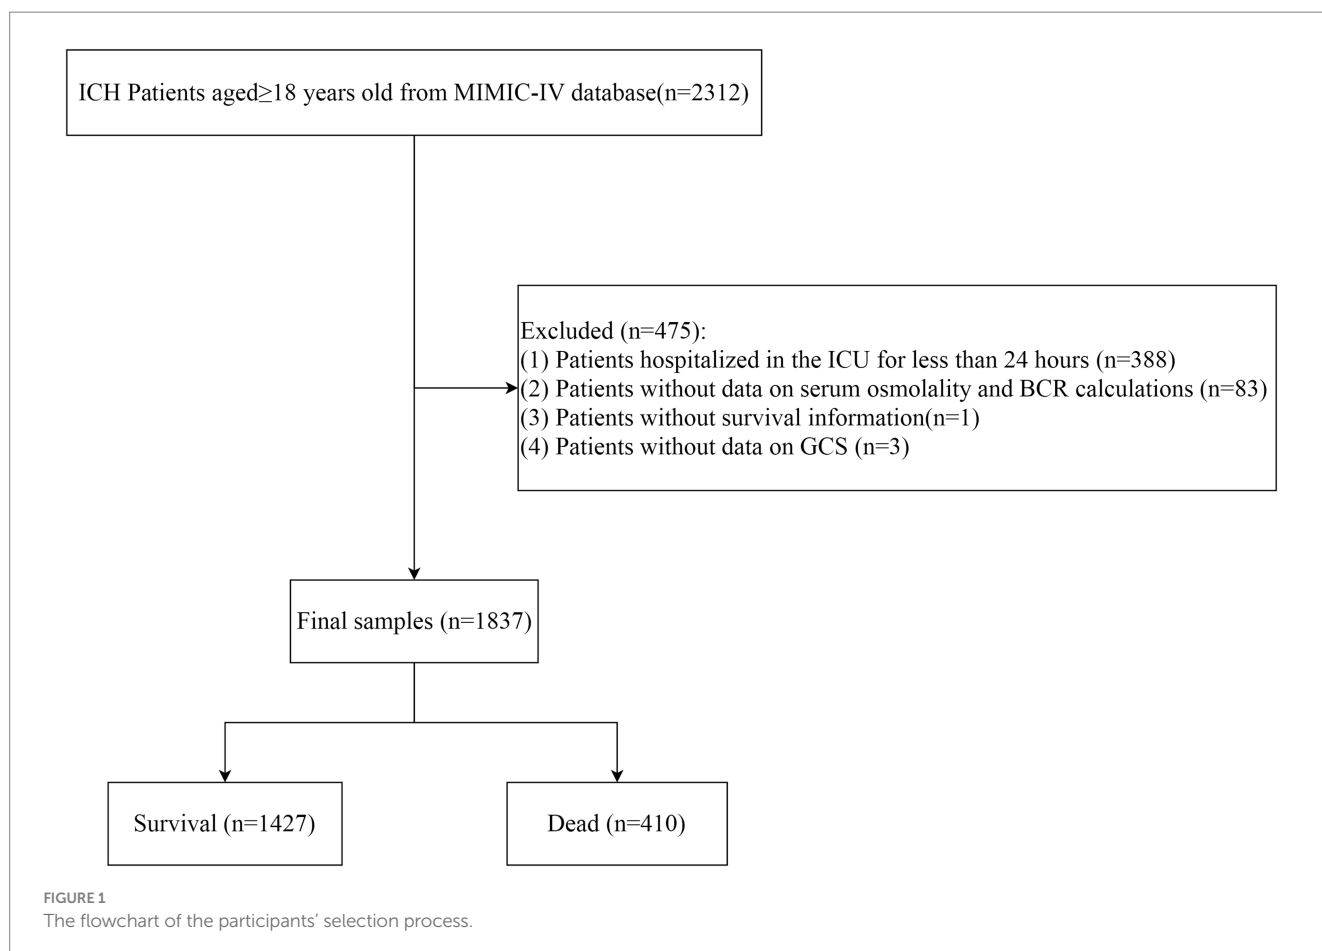 ICH Patients aged≥18 years old from MIMIC-IV database(n=2312)
Excluded (n=475):
(1) Patients hospitalized in the ICU for less than 24 hours (n=388)
(2) Patients without data on serum osmolality and BCR calculations (n=83)
(3) Patients without survival information(n=1)
(4) Patients without data on GCS (n=3)
Final samples (n=1837)
Survival (n=1427)
Dead (n=410)
FIGURE 1
The flowchart of the participants’ selection process.